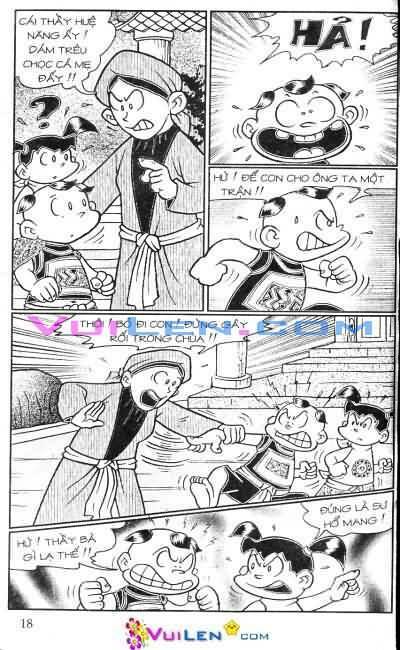 CÁI THẦY HUỆ
NĂNG ẤY !
DÁM TRÊU
CHỌC CẢ MẸ
ĐẤY !!
?
HẢ !
HỪ ! ĐỂ CON CHO ÔNG TA MỘT
TRẬN !!
THÔI ! BỎ ĐI CON ! ĐỪNG GÂY
RỐI TRONG CHÙA !!
VUILEN.COM
HỪ ! THẦY BÀ
GÌ LẠ THẾ !!
ĐÚNG LÀ SƯ
HỔ MANG !
18
VUILEN.COM